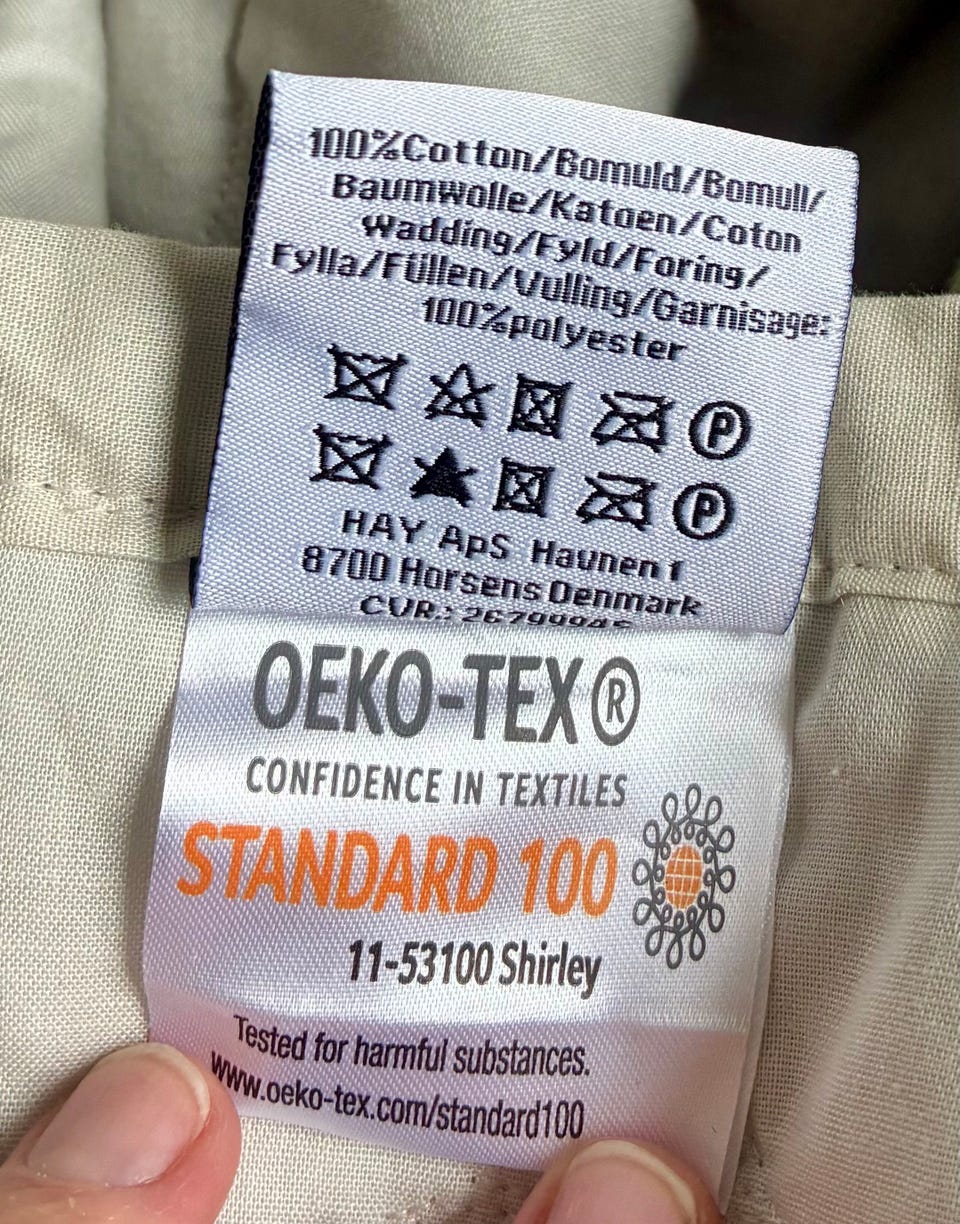 100%Cotton/Bomuld/Bomull/
Baumwolle/Katoen/Coton
Wadding/Fyld/Foring/
Fylla/Füllen/Vulling/Garnisage:
100%polyester
P
P
HAY ApS Havnen 1
8700 Horsens Denmark
CVR.: 26799945
OEKO-TEX®
CONFIDENCE IN TEXTILES
STANDARD 100
11-53100 Shirley
Tested for harmful substances.
www.oeko-tex.com/standard100